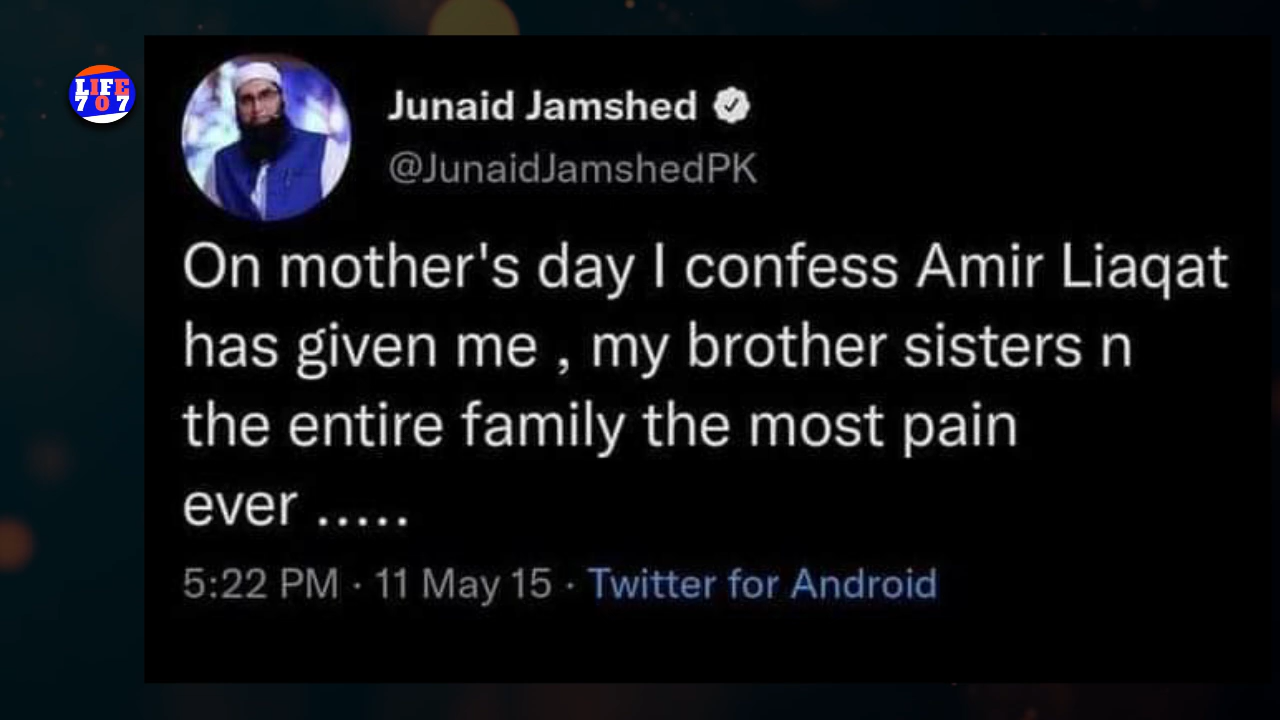 LIFE
707
Junaid Jamshed
@JunaidJamshedPK
On mother's day I confess Amir Liaqat
has given me , my brother sisters n
the entire family the most pain
ever .....
5:22 PM · 11 May 15 · Twitter for Android